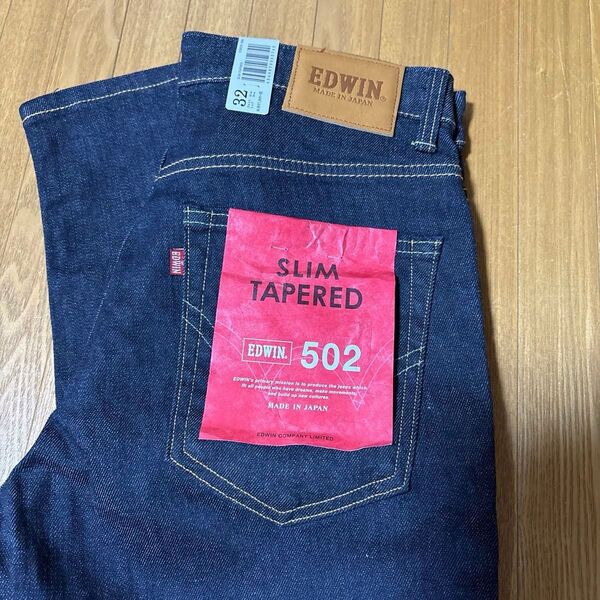 32
EDWIN®
MADE IN JAPAN
EDWIN
SLIM
TAPERED
EDWIN. 502
EDWIN's primary mission is to produce the jeans which
fit all people who have dreams, make movements,
and build up new cultures.
MADE IN JAPAN
EDWIN COMPANY LIMITED